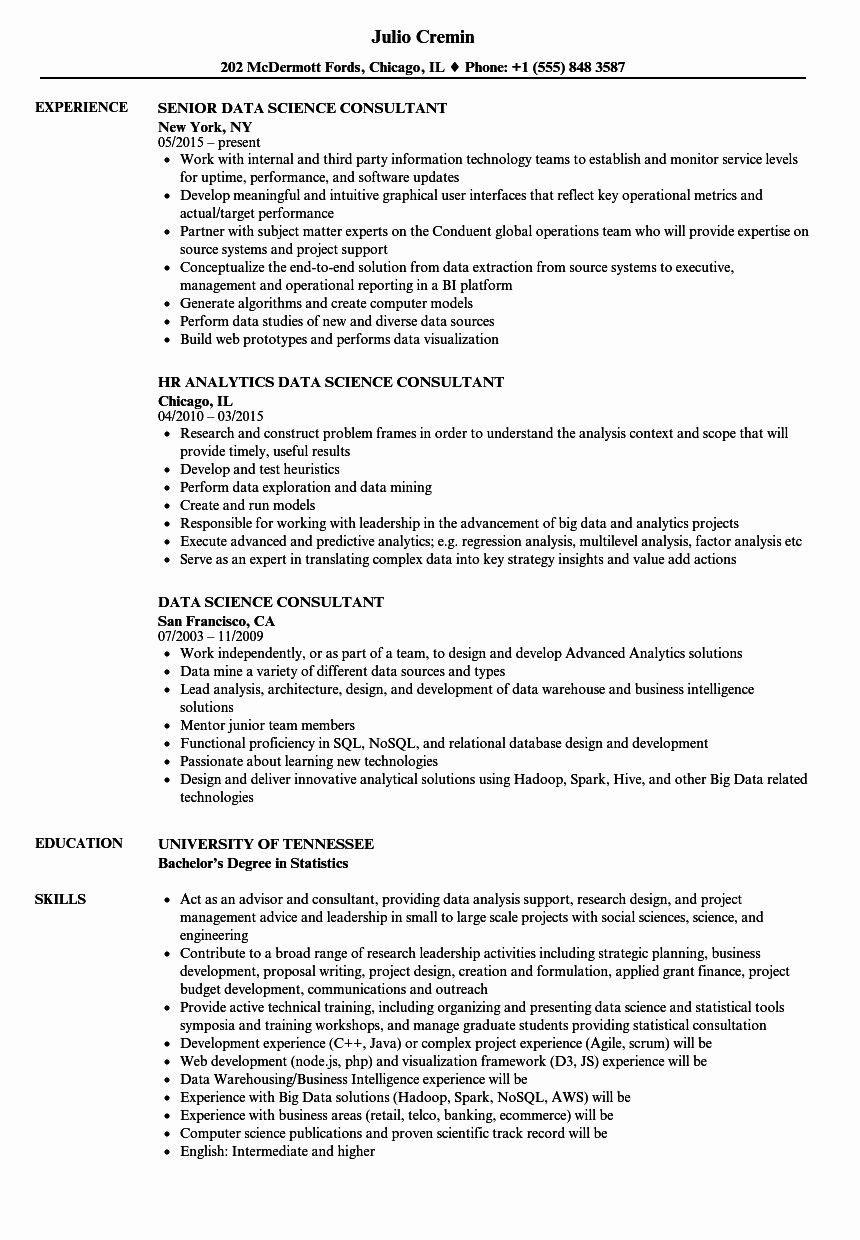 Julio Cremin
202 McDermott Fords, Chicago, IL ♦ Phone: +1 (555) 848 3587
EXPERIENCE
SENIOR DATA SCIENCE CONSULTANT
New York, NY
05/2015 – present
• Work with internal and third party information technology teams to establish and monitor service levels
for uptime, performance, and software updates
• Develop meaningful and intuitive graphical user interfaces that reflect key operational metrics and
actual/target performance
• Partner with subject matter experts on the Conduent global operations team who will provide expertise on
source systems and project support
• Conceptualize the end-to-end solution from data extraction from source systems to executive,
management and operational reporting in a BI platform
• Generate algorithms and create computer models
• Perform data studies of new and diverse data sources
• Build web prototypes and performs data visualization
HR ANALYTICS DATA SCIENCE CONSULTANT
Chicago, IL
04/2010 – 03/2015
• Research and construct problem frames in order to understand the analysis context and scope that will
provide timely, useful results
• Develop and test heuristics
• Perform data exploration and data mining
• Create and run models
• Responsible for working with leadership in the advancement of big data and analytics projects
• Execute advanced and predictive analytics; e.g. regression analysis, multilevel analysis, factor analysis etc
• Serve as an expert in translating complex data into key strategy insights and value add actions
DATA SCIENCE CONSULTANT
San Francisco, CA
07/2003 – 11/2009
• Work independently, or as part of a team, to design and develop Advanced Analytics solutions
• Data mine a variety of different data sources and types
• Lead analysis, architecture, design, and development of data warehouse and business intelligence
solutions
• Mentor junior team members
• Functional proficiency in SQL, NoSQL, and relational database design and development
• Passionate about learning new technologies
• Design and deliver innovative analytical solutions using Hadoop, Spark, Hive, and other Big Data related
technologies
EDUCATION
UNIVERSITY OF TENNESSEE
Bachelor's Degree in Statistics
SKILLS
• Act as an advisor and consultant, providing data analysis support, research design, and project
management advice and leadership in small to large scale projects with social sciences, science, and
engineering
• Contribute to a broad range of research leadership activities including strategic planning, business
development, proposal writing, project design, creation and formulation, applied grant finance, project
budget development, communications and outreach
• Provide active technical training, including organizing and presenting data science and statistical tools
symposia and training workshops, and manage graduate students providing statistical consultation
• Development experience (C++, Java) or complex project experience (Agile, scrum) will be
• Web development (node.js, php) and visualization framework (D3, JS) experience will be
• Data Warehousing/Business Intelligence experience will be
• Experience with Big Data solutions (Hadoop, Spark, NoSQL, AWS) will be
• Experience with business areas (retail, telco, banking, ecommerce) will be
• Computer science publications and proven scientific track record will be
• English: Intermediate and higher